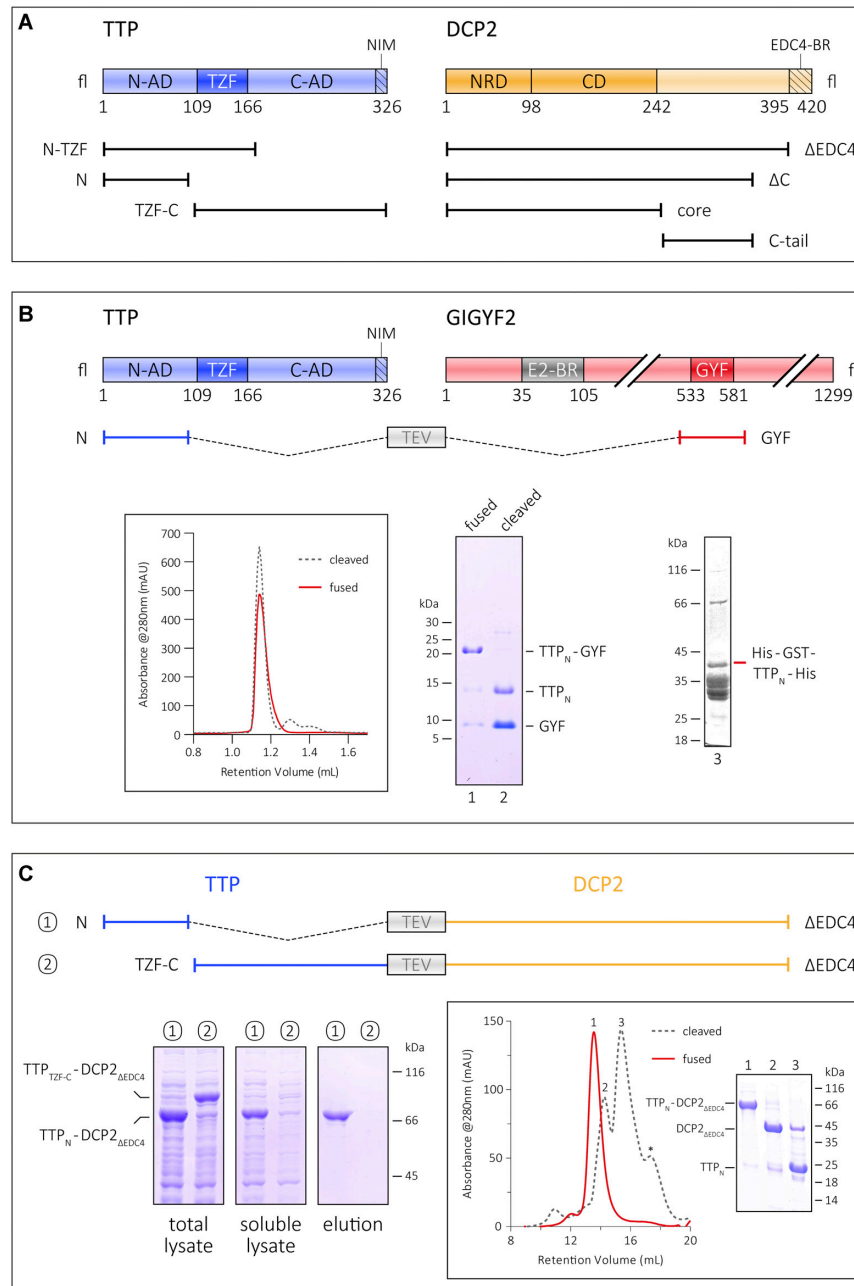 A
TTP
DCP2
NIM
EDC4-BR
fl N-AD TZF C-AD
NRD CD fl
1 109 166 326
1 98 242 395 420
N-TZF
ΔEDC4
N
ΔC
TZF-C
core
C-tail
B
TTP
GIGYF2
NIM
fl N-AD TZF C-AD
E2-BR GYF f
1 109 166 326
1 35 105 533 581 1299
N TEV GYF
700
600
500
400
300
200
100
0
Absorbance @280nm (mAU)
cleaved
fused
0.8 1.0 1.2 1.4 1.6
Retention Volume (mL)
fused cleaved
kDa
30
25
20
15
10
5
TTPN-GYF
TTPN
GYF
1 2
kDa
116
66
45
35
25
18
His-GST-
TTPN-His
3
C
TTP
DCP2
① N TEV ΔEDC4
② TZF-C TEV ΔEDC4
① ② ① ② ① ②
TTPTZF-C-DCP2ΔEDC4
TTPN-DCP2ΔEDC4
kDa
116
66
45
total lysate
soluble lysate
elution
150
100
50
0
Absorbance @280nm (mAU)
1
2
3
*
cleaved
fused
8 12 16 20
Retention Volume (mL)
1 2 3
kDa
TTPN-DCP2ΔEDC4
DCP2ΔEDC4
TTPN
116
66
45
35
25
18
14